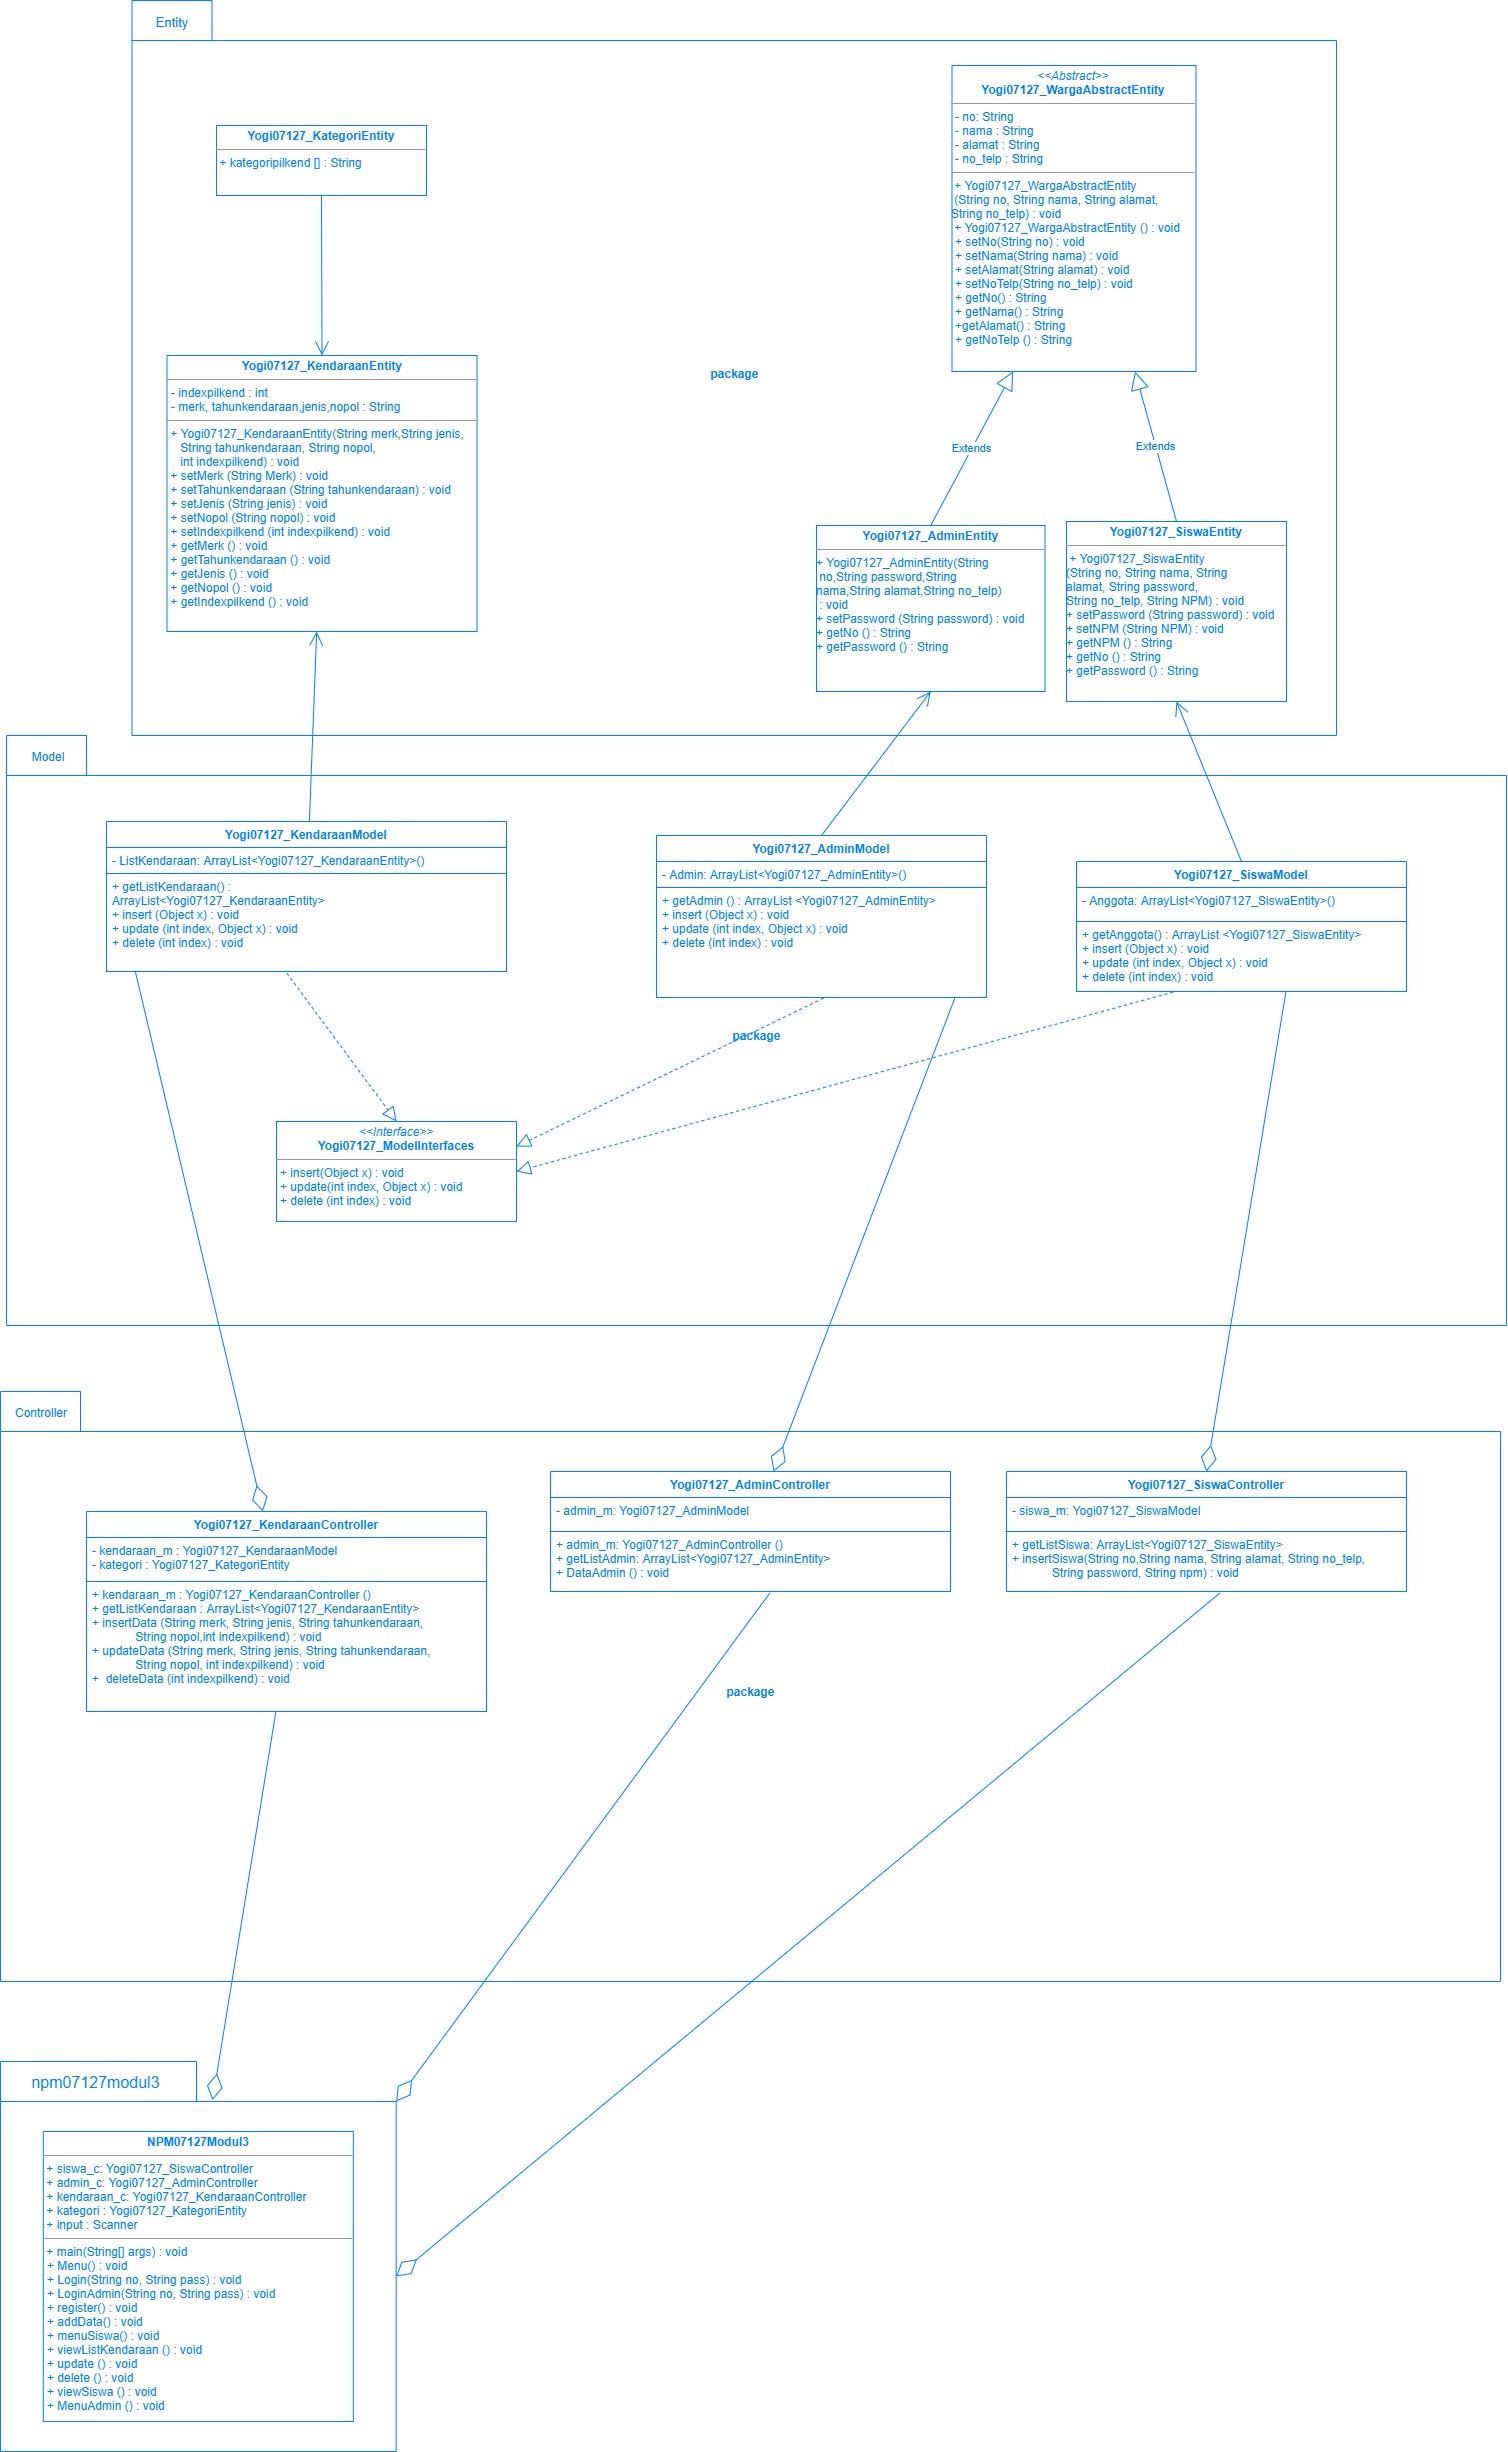 Entity
<<Abstract>>
Yogi07127_WargaAbstractEntity
- no: String
- nama : String
- alamat : String
- no_telp : String
+ Yogi07127_WargaAbstractEntity
(String no, String nama, String alamat,
String no_telp) : void
+ Yogi07127_WargaAbstractEntity () : void
+ setNo(String no) : void
+ setNama(String nama) : void
+ setAlamat(String alamat) : void
+ setNoTelp(String no_telp) : void
+ getNo() : String
+ getNama() : String
+getAlamat() : String
+ getNoTelp () : String
Yogi07127_KategoriEntity
+ kategoripilkend [] : String
Yogi07127_KendaraanEntity
- indexpilkend : int
- merk, tahunkendaraan,jenis,nopol : String
+ Yogi07127_KendaraanEntity(String merk,String jenis,
String tahunkendaraan, String nopol,
int indexpilkend) : void
+ setMerk (String Merk) : void
+ setTahunkendaraan (String tahunkendaraan) : void
+ setJenis (String jenis) : void
+ setNopol (String nopol) : void
+ setIndexpilkend (int indexpilkend) : void
+ getMerk () : void
+ getTahunkendaraan () : void
+ getJenis () : void
+ getNopol () : void
+ getIndexpilkend () : void
package
Extends
Extends
Yogi07127_AdminEntity
+ Yogi07127_AdminEntity(String
no,String password,String
nama,String alamat,String no_telp)
: void
+ setPassword (String password) : void
+ getNo () : String
+ getPassword () : String
Yogi07127_SiswaEntity
+ Yogi07127_SiswaEntity
(String no, String nama, String
alamat, String password,
String no_telp, String NPM) : void
+ setPassword (String password) : void
+ setNPM (String NPM) : void
+ getNPM () : String
+ getNo () : String
+ getPassword () : String
Model
Yogi07127_KendaraanModel
- ListKendaraan: ArrayList<Yogi07127_KendaraanEntity>()
+ getListKendaraan() :
ArrayList<Yogi07127_KendaraanEntity>
+ insert (Object x) : void
+ update (int index, Object x) : void
+ delete (int index) : void
Yogi07127_AdminModel
- Admin: ArrayList<Yogi07127_AdminEntity>()
+ getAdmin () : ArrayList <Yogi07127_AdminEntity>
+ insert (Object x) : void
+ update (int index, Object x) : void
+ delete (int index) : void
Yogi07127_SiswaModel
- Anggota: ArrayList<Yogi07127_SiswaEntity>()
+ getAnggota() : ArrayList <Yogi07127_SiswaEntity>
+ insert (Object x) : void
+ update (int index, Object x) : void
+ delete (int index) : void
package
<<Interface>>
Yogi07127_ModelInterfaces
+ insert(Object x) : void
+ update(int index, Object x) : void
+ delete (int index) : void
Controller
Yogi07127_KendaraanController
- kendaraan_m : Yogi07127_KendaraanModel
- kategori : Yogi07127_KategoriEntity
+ kendaraan_m : Yogi07127_KendaraanController ()
+ getListKendaraan : ArrayList<Yogi07127_KendaraanEntity>
+ insertData (String merk, String jenis, String tahunkendaraan,
String nopol,int indexpilkend) : void
+ updateData (String merk, String jenis, String tahunkendaraan,
String nopol, int indexpilkend) : void
+ deleteData (int indexpilkend) : void
Yogi07127_AdminController
- admin_m: Yogi07127_AdminModel
+ admin_m: Yogi07127_AdminController ()
+ getListAdmin: ArrayList<Yogi07127_AdminEntity>
+ DataAdmin () : void
Yogi07127_SiswaController
- siswa_m: Yogi07127_SiswaModel
+ getListSiswa: ArrayList<Yogi07127_SiswaEntity>
+ insertSiswa(String no,String nama, String alamat, String no_telp,
String password, String npm) : void
package
npm07127modul3
NPM07127Modul3
+ siswa_c: Yogi07127_SiswaController
+ admin_c: Yogi07127_AdminController
+ kendaraan_c: Yogi07127_KendaraanController
+ kategori : Yogi07127_KategoriEntity
+ input : Scanner
+ main(String[] args) : void
+ Menu() : void
+ Login(String no, String pass) : void
+ LoginAdmin(String no, String pass) : void
+ register() : void
+ addData() : void
+ menuSiswa() : void
+ viewListKendaraan () : void
+ update () : void
+ delete () : void
+ viewSiswa () : void
+ MenuAdmin () : void